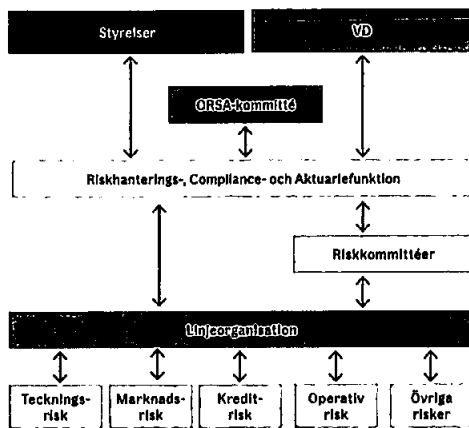 Styrelser
VD
ORSA-kommitté
Riskhanterings-, Compliance- och Aktuariefunktion
Riskkommittéer
Linjeorganisation
Tecknings-
risk
Marknads-
risk
Kredit-
risk
Operativ
risk
Övriga
risker